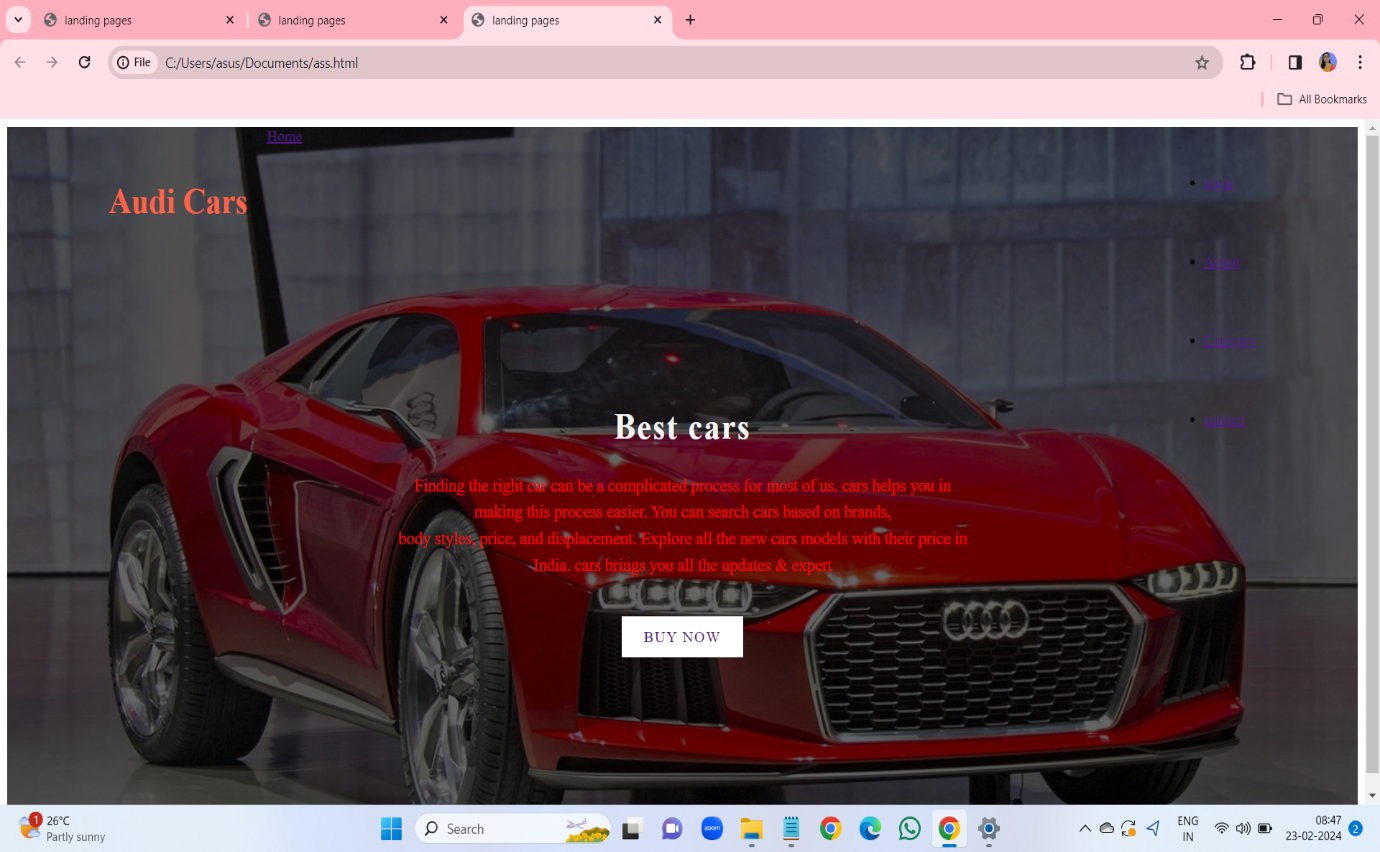 landing pages
landing pages
landing pages
File
C:/Users/asus/Documents/ass.html
All Bookmarks
Home
Audi Cars
About
Best cars
Finding the right car can be a complicated process for most of us. cars helps you in
making this process easier. You can search cars based on brands,
body styles, price, and displacement. Explore all the new cars models with their price in
India. cars brings you all the updates & expert
BUY NOW
1
26°C
Partly sunny
Search
zoom
ENG
IN
08:47
23-02-2024
2